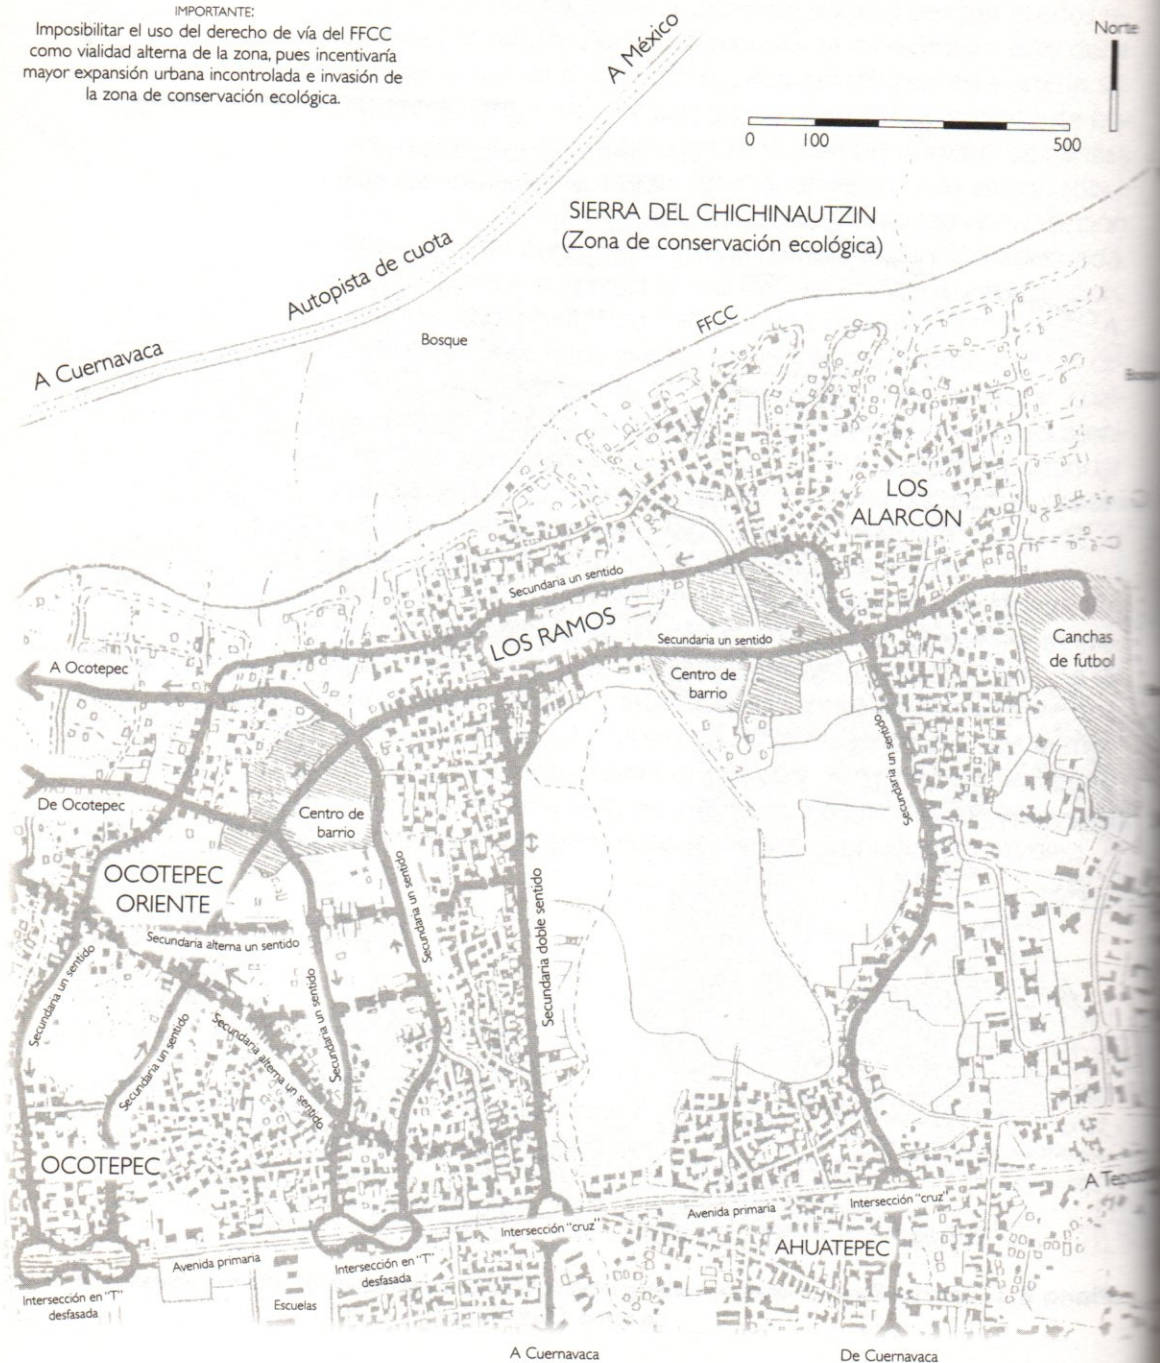 IMPORTANTE:
Imposibilitar el uso del derecho de vía del FFCC
como vialidad alterna de la zona, pues incentivaría
mayor expansión urbana incontrolada e invasión de
la zona de conservación ecológica.
A México
Norte
0 100 500
SIERRA DEL CHICHINAUTZIN
(Zona de conservación ecológica)
Autopista de cuota
A Cuernavaca
Bosque
FFCC
LOS
ALARCÓN
Secundaria un sentido
LOS RAMOS
Secundaria un sentido
Canchas
de futbol
A Ocotepec
Centro de
barrio
Secundaria un sentido
De Ocotepec
Centro de
barrio
OCOTEPEC
ORIENTE
Secundaria un sentido
Secundaria doble sentido
Secundaria alterna un sentido
Secundaria un sentido
Secundaria un sentido
Secundaria un sentido
Secundaria alterna un sentido
OCOTEPEC
A
Intersección "cruz"
Avenida primaria
Intersección "cruz"
AHUATEPEC
Avenida primaria
Intersección en "T"
desfasada
Intersección en "T"
desfasada
Escuelas
A Cuernavaca
De Cuernavaca